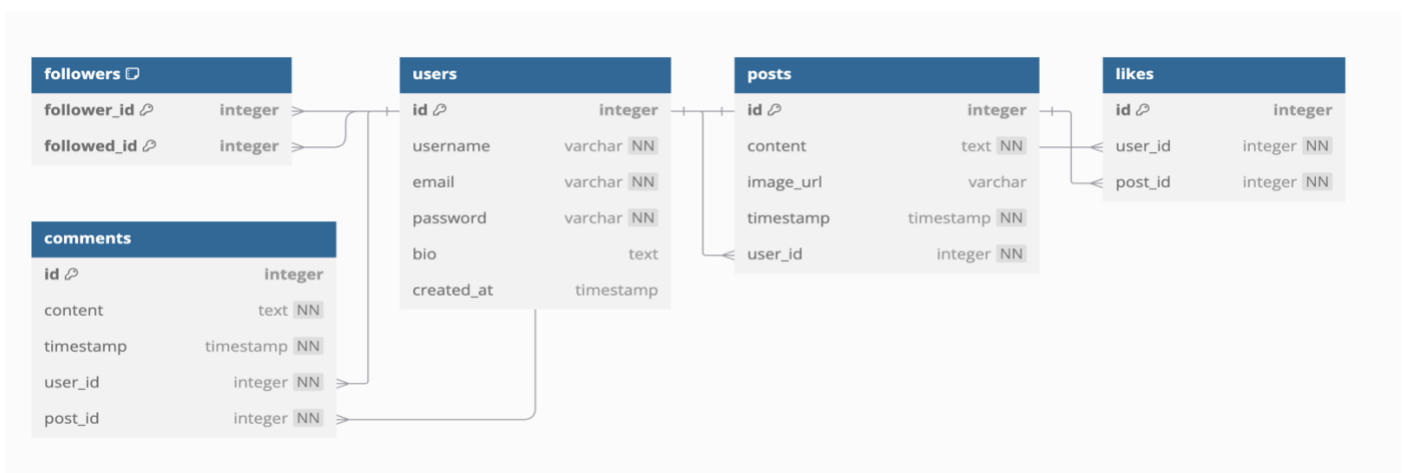 followers
follower_id integer
followed_id integer
comments
id integer
content text NN
timestamp timestamp NN
user_id integer NN
post_id integer NN
users
id integer
username varchar NN
email varchar NN
password varchar NN
bio text
created_at timestamp
posts
id integer
content text NN
image_url varchar
timestamp timestamp NN
user_id integer NN
likes
id integer
user_id integer NN
post_id integer NN